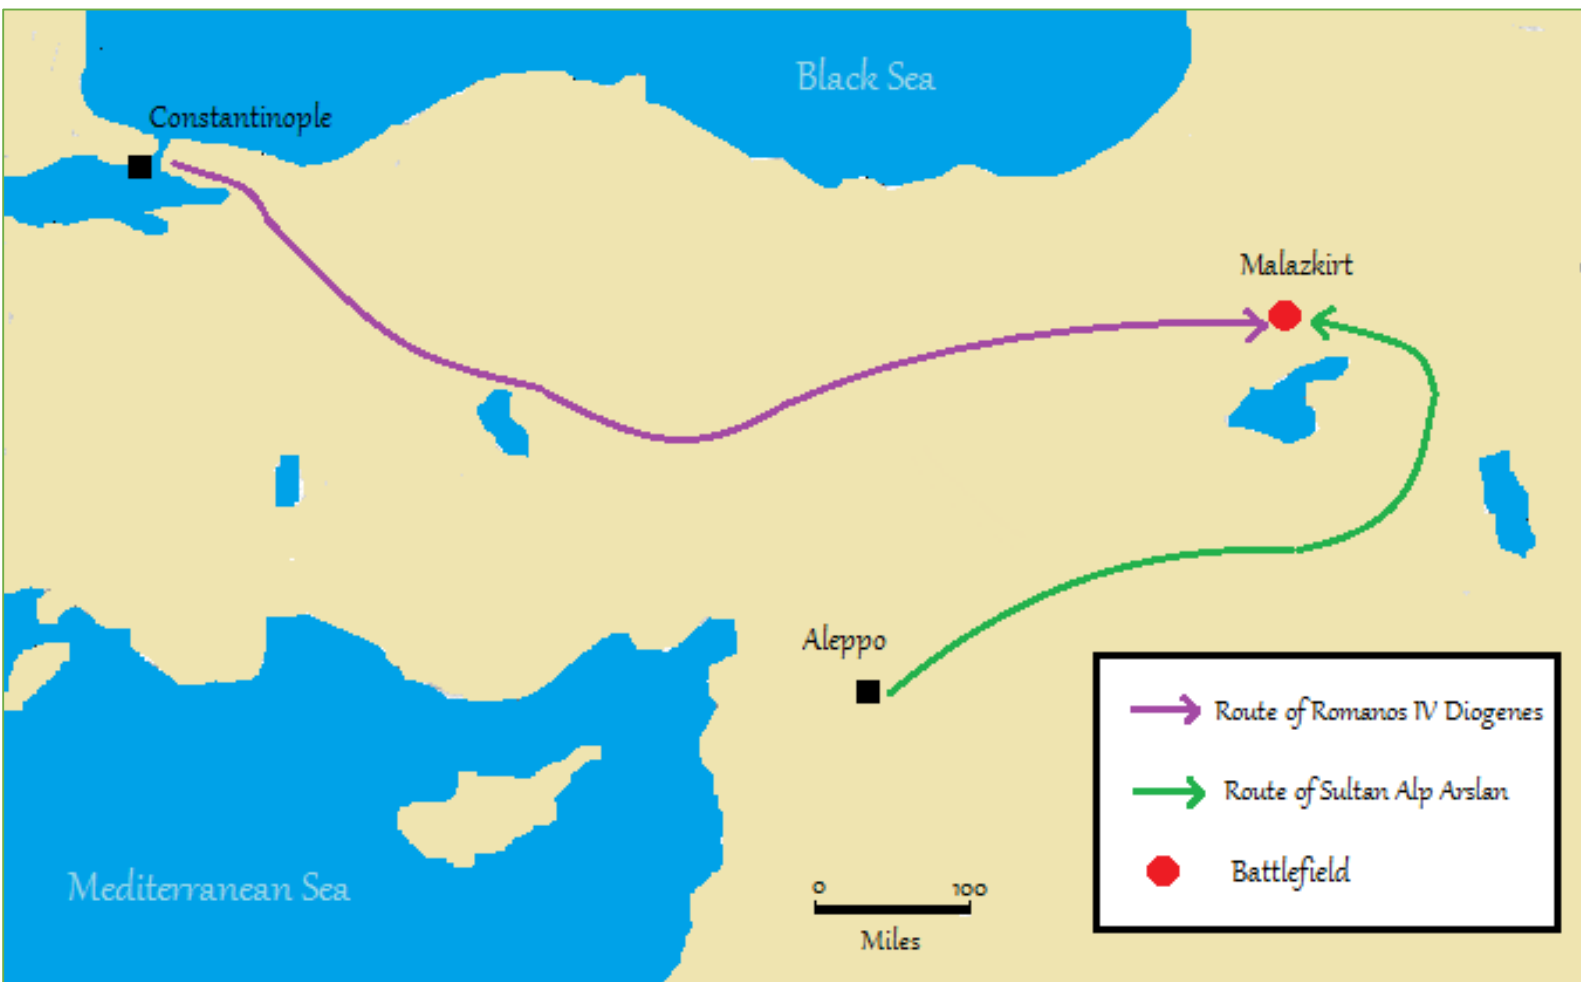 Black Sea
Constantinople
Malazkirt
Aleppo
Route of Romanos IV Diogenes
Route of Sultan Alp Arslan
Battlefield
Mediterranean Sea
0 100
Miles